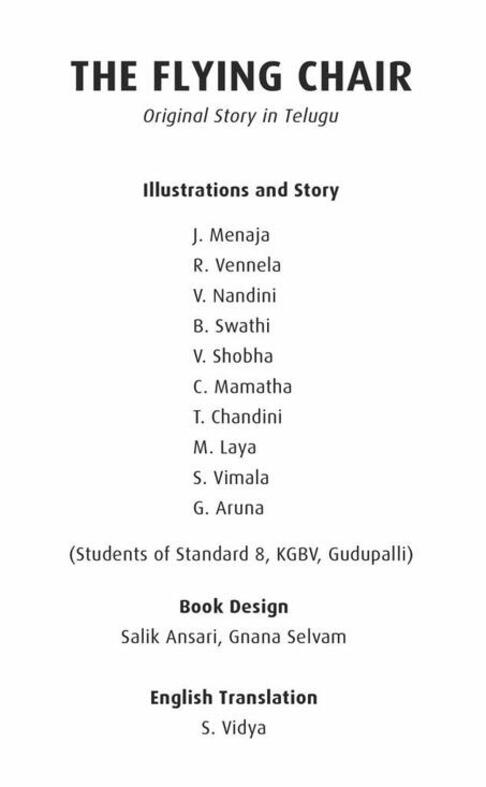 THE FLYING CHAIR
Original Story in Telugu
Illustrations and Story
J. Menaja
R. Vennela
V. Nandini
B. Swathi
V. Shobha
C. Mamatha
T. Chandini
M. Laya
S. Vimala
G. Aruna
(Students of Standard 8, KGBV, Gudupalli)
Book Design
Salik Ansari, Gnana Selvam
English Translation
S. Vidya